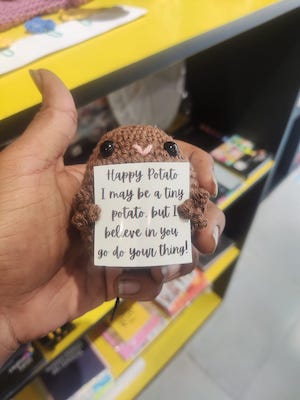 Happy Potato
I may be a tiny
potato, but I
believe in you
go do your thing!